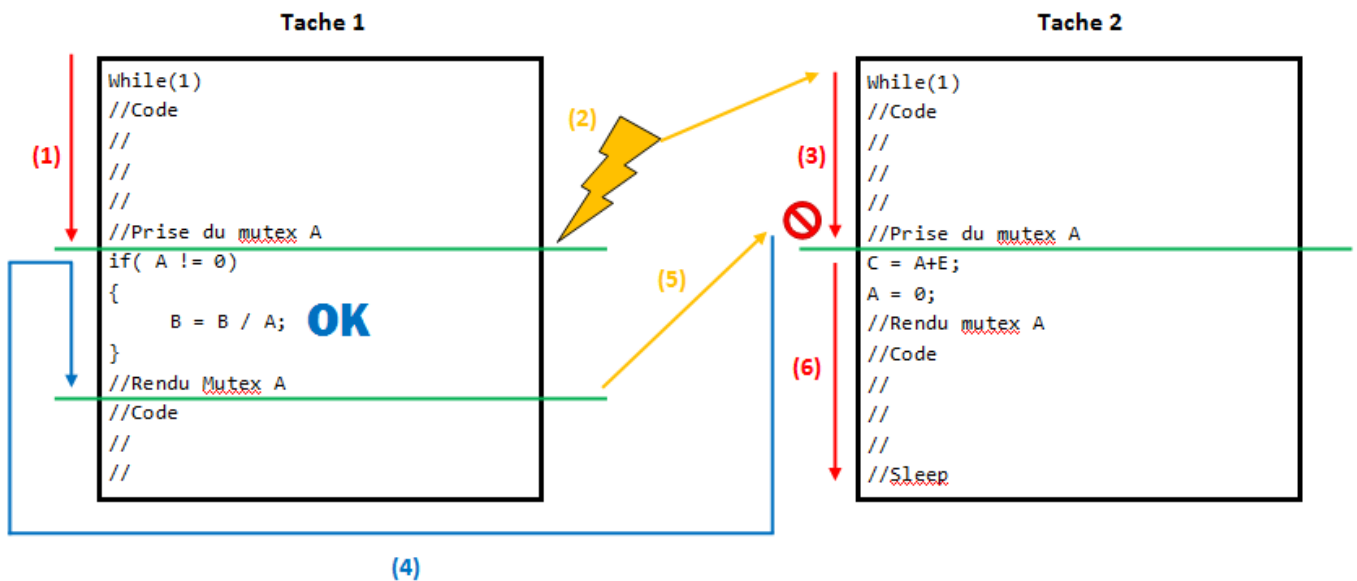 Tache 1
While(1)
//Code
//
//
//
//Prise du mutex A
if( A != 0)
{
B = B / A;
}
//Rendu Mutex A
//Code
//
//
OK
(1)
(2)
(5)
(4)
Tache 2
(3)
(6)
While(1)
//Code
//
//
//
//Prise du mutex A
C = A+E;
A = 0;
//Rendu mutex A
//Code
//
//
//
//Sleep